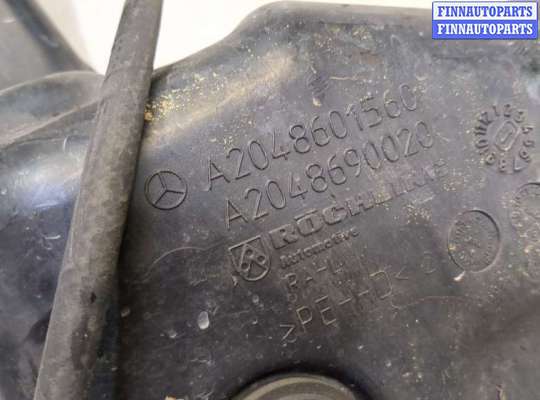 FINNAUTOPARTS
FINNAUTOPARTS
A2048601560
A2048690020
RÖCHLING
Automotive
>PE-HD<